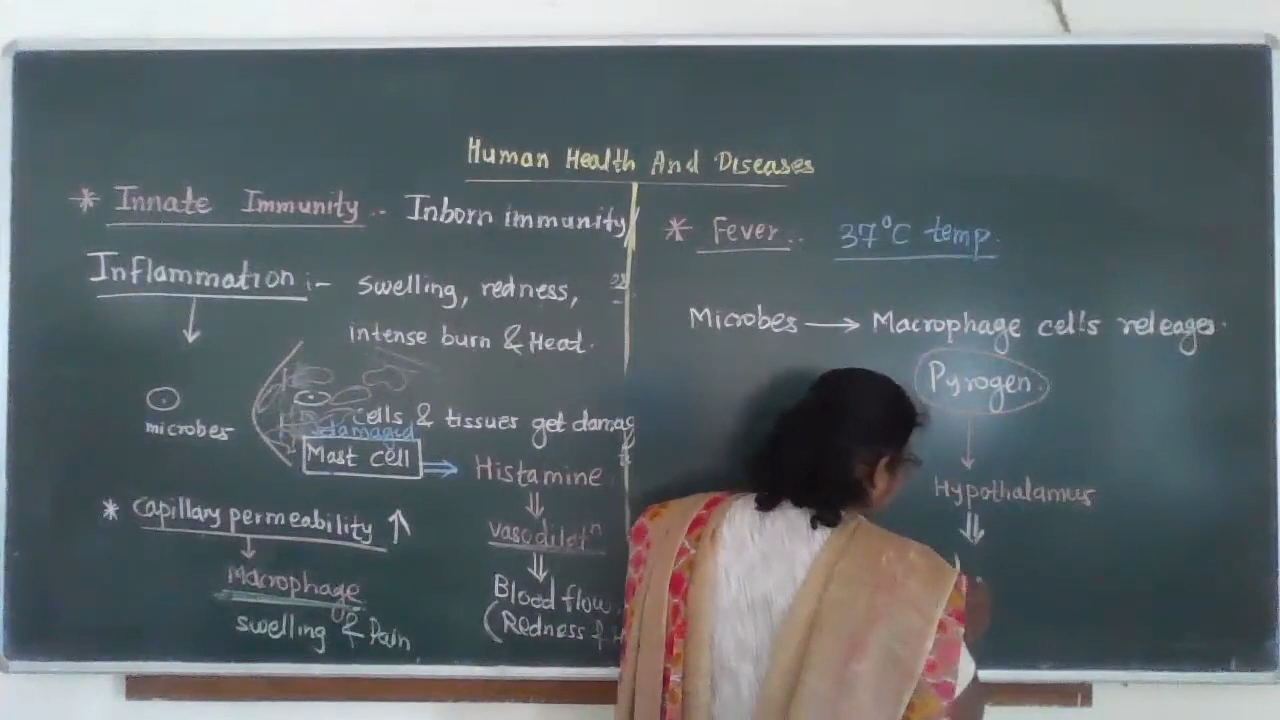 Human Health And Diseases
* Innate Immunity :- Inborn immunity
Inflammation :- swelling, redness,
intense burn & Heat.
microbes
cells & tissues get damag
damaged
Mast cell ⇒ Histamine
* capillary permeability ↑
vasodilatⁿ
Macrophage
swelling & Pain
Blood flow
(Redness &
* Fever :- 37°C temp.
Microbes → Macrophage cells releages.
Pyrogen.
Hypothalamus